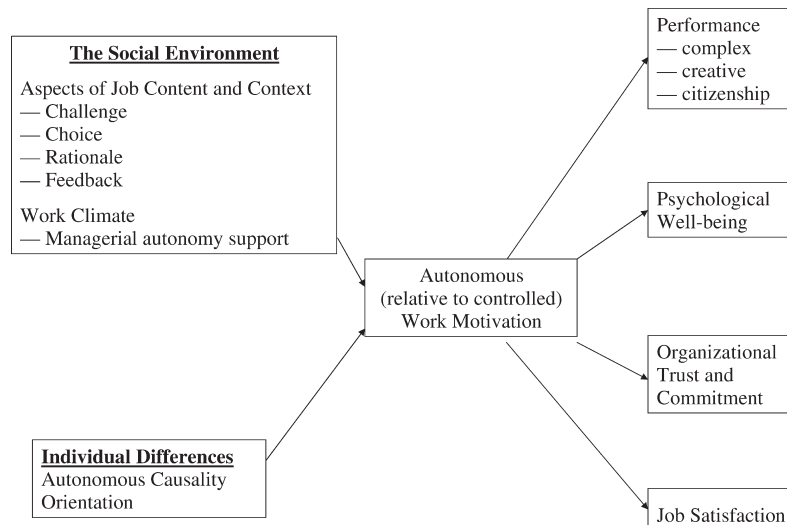 The Social Environment
Aspects of Job Content and Context
— Challenge
— Choice
— Rationale
— Feedback
Work Climate
— Managerial autonomy support
Individual Differences
Autonomous Causality
Orientation
Autonomous
(relative to controlled)
Work Motivation
Performance
— complex
— creative
— citizenship
Psychological
Well-being
Organizational
Trust and
Commitment
Job Satisfaction